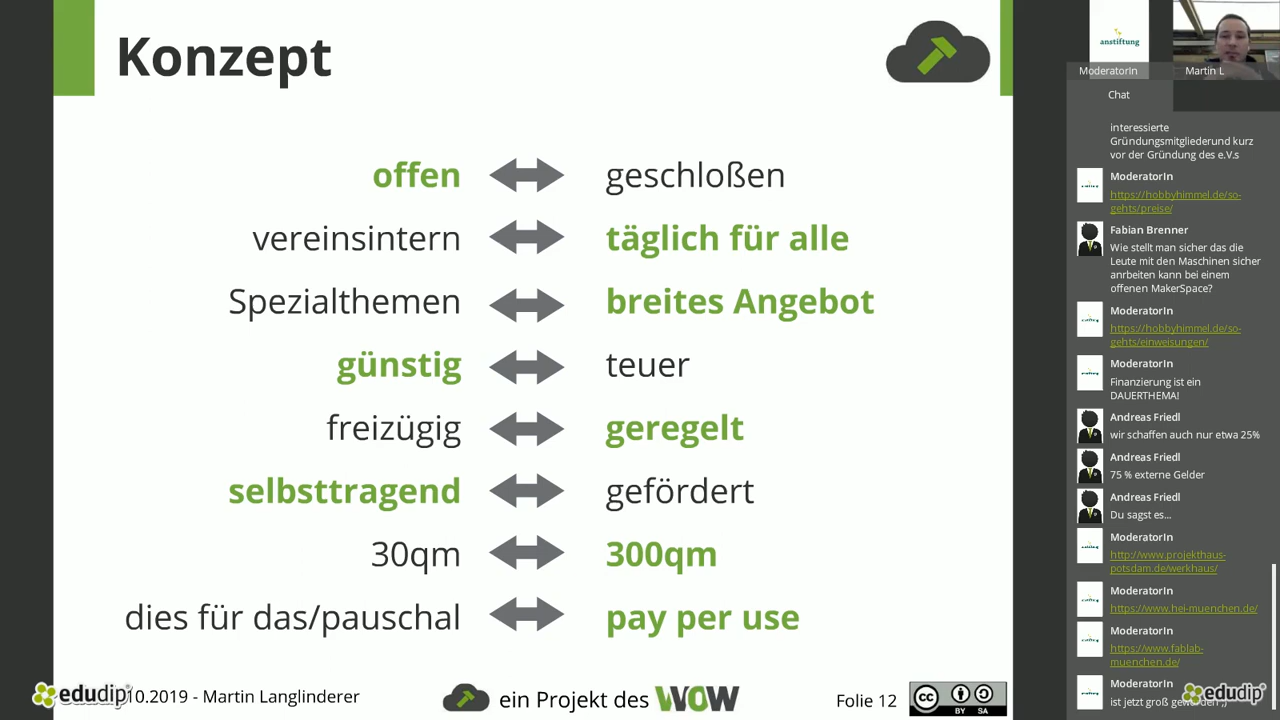 Konzept
offen geschloßen
vereinsintern täglich für alle
Spezialthemen breites Angebot
günstig teuer
freizügig geregelt
selbsttragend gefördert
30qm 300qm
dies für das/pauschal pay per use
edudip
10.2019 - Martin Langlinderer
ein Projekt des WOW
Folie 12
CC BY SA
anstiftung
ModeratorIn
Martin L
Chat
interessierte
Gründungsmitgliederund kurz
vor der Gründung des e.V.s
ModeratorIn
https://hobbyhimmel.de/so-
gehts/preise/
Fabian Brenner
Wie stellt man sicher das die
Leute mit den Maschinen sicher
anrbeiten kann bei einem
offenen MakerSpace?
ModeratorIn
https://hobbyhimmel.de/so-
gehts/einweisungen/
ModeratorIn
Finanzierung ist ein
DAUERTHEMA!
Andreas Friedl
wir schaffen auch nur etwa 25%
Andreas Friedl
75 % externe Gelder
Andreas Friedl
Du sagst es...
ModeratorIn
http://www.projekthaus-
potsdam.de/werkhaus/
ModeratorIn
https://www.hei-muenchen.de/
ModeratorIn
https://www.fablab-
muenchen.de/
ModeratorIn
ist jetzt groß
edudip